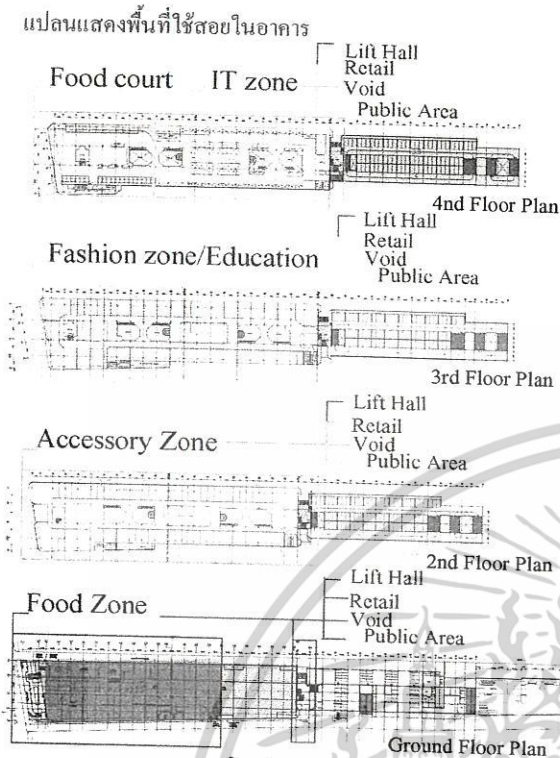 แปลนแสดงพื้นที่ใช้สอยในอาคาร
Food court IT zone
Lift Hall
Retail
Void
Public Area
4nd Floor Plan
Fashion zone/Education
Lift Hall
Retail
Void
Public Area
3rd Floor Plan
Accessory Zone
Lift Hall
Retail
Void
Public Area
2nd Floor Plan
Food Zone
Lift Hall
Retail
Void
Public Area
Ground Floor Plan